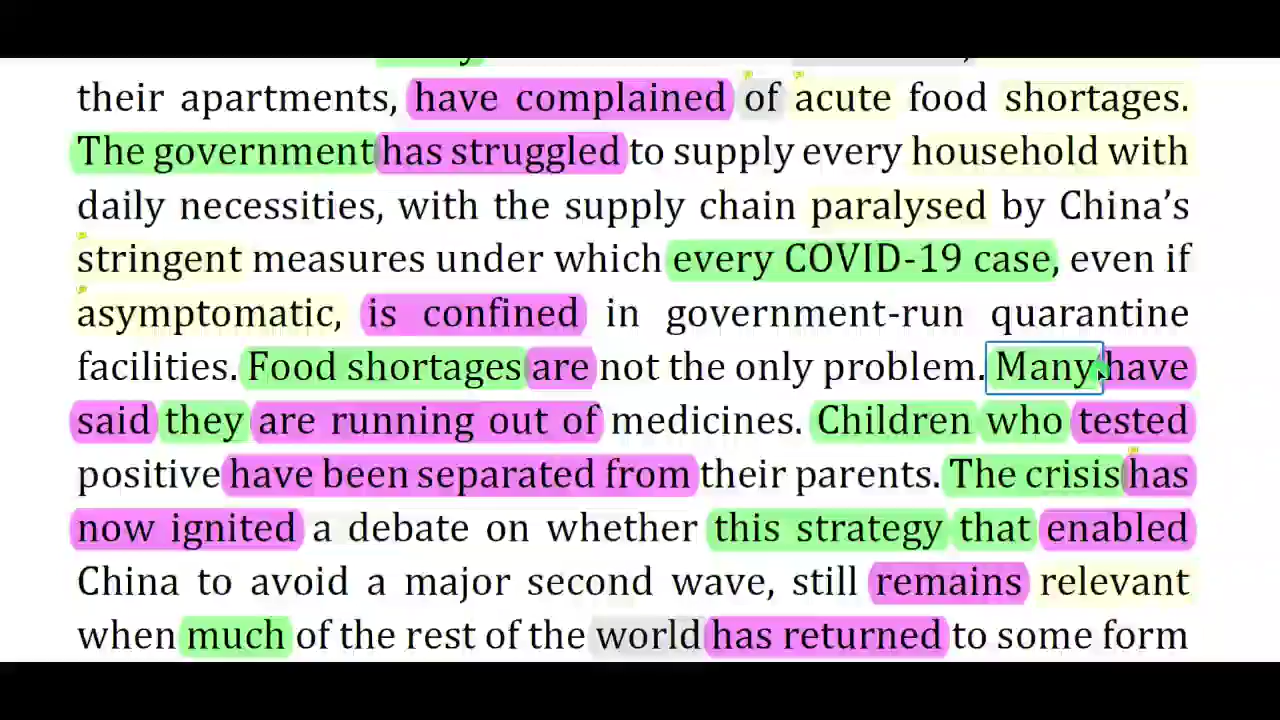 their apartments, have complained of acute food shortages.
The government has struggled to supply every household with
daily necessities, with the supply chain paralysed by China’s
stringent measures under which every COVID-19 case, even if
asymptomatic, is confined in government-run quarantine
facilities. Food shortages are not the only problem. Many have
said they are running out of medicines. Children who tested
positive have been separated from their parents. The crisis has
now ignited a debate on whether this strategy that enabled
China to avoid a major second wave, still remains relevant
when much of the rest of the world has returned to some form